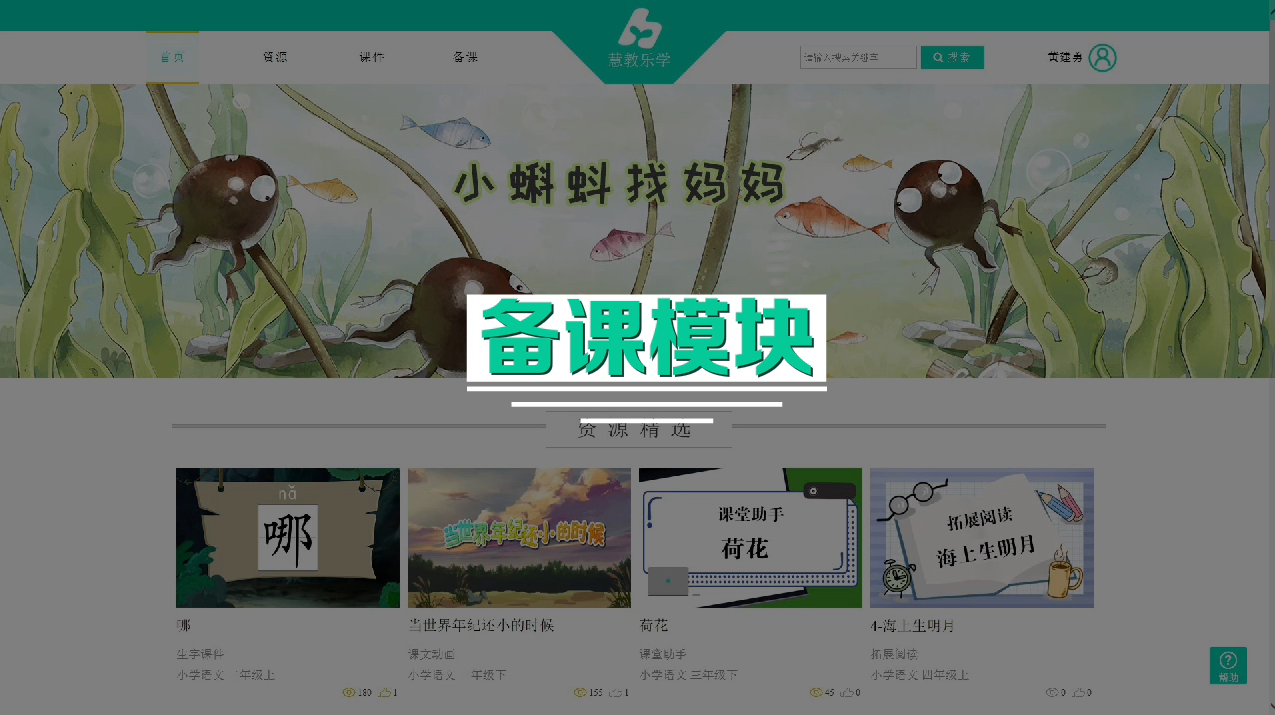 首页 资源 课件 备课 慧教乐学 请输入搜真关键字 搜索 黄建勇
小蝌蚪找妈妈
备课模块
资源精选
nǎ
哪
当世界年纪还小的时候
课堂助手
荷花
拓展阅读
海上生明月
哪 当世界年纪还小的时候 荷花 4-海上生明月
生字课件 课文动画 课堂助手 拓展阅读
小学语文 二年级上 小学语文 年级下 小学语文 三年级下 小学语文 四年级上
180 1 155 1 45 0 0 0
帮助